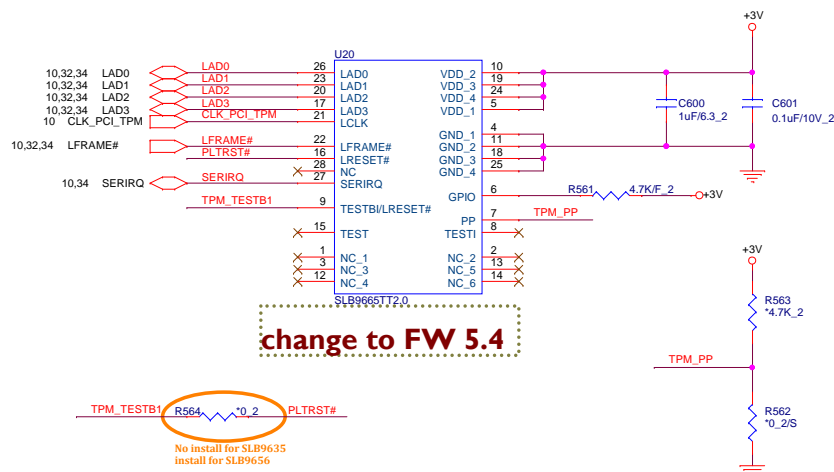 +3V
U20
10,32,34 LAD0 LAD0 26 LAD0 VDD_2 10
10,32,34 LAD1 LAD1 23 LAD1 VDD_3 19
10,32,34 LAD2 LAD2 20 LAD2 VDD_4 24
10,32,34 LAD3 LAD3 17 LAD3 VDD_1 5
10 CLK_PCI_TPM CLK_PCI_TPM 21 LCLK
C600
1uF/6.3_2
C601
0.1uF/10V_2
GND_1 4
10,32,34 LFRAME# LFRAME# 22 LFRAME# GND_2 11
PLTRST# 16 LRESET# GND_3 18
28 NC GND_4 25
10,34 SERIRQ SERIRQ 27 SERIRQ
GPIO 6 R561 4.7K/F_2 +3V
TPM_TESTB1 9 TESTBI/LRESET#
PP 7 TPM_PP
15 TEST TESTI 8
1 NC_1 NC_2 2
3 NC_3 NC_5 13
12 NC_4 NC_6 14
SLB9665TT2.0
change to FW 5.4
+3V
R563
*4.7K_2
TPM_PP
R562
*0_2/S
TPM_TESTB1 R564 *0_2 PLTRST#
No install for SLB9635
install for SLB9656